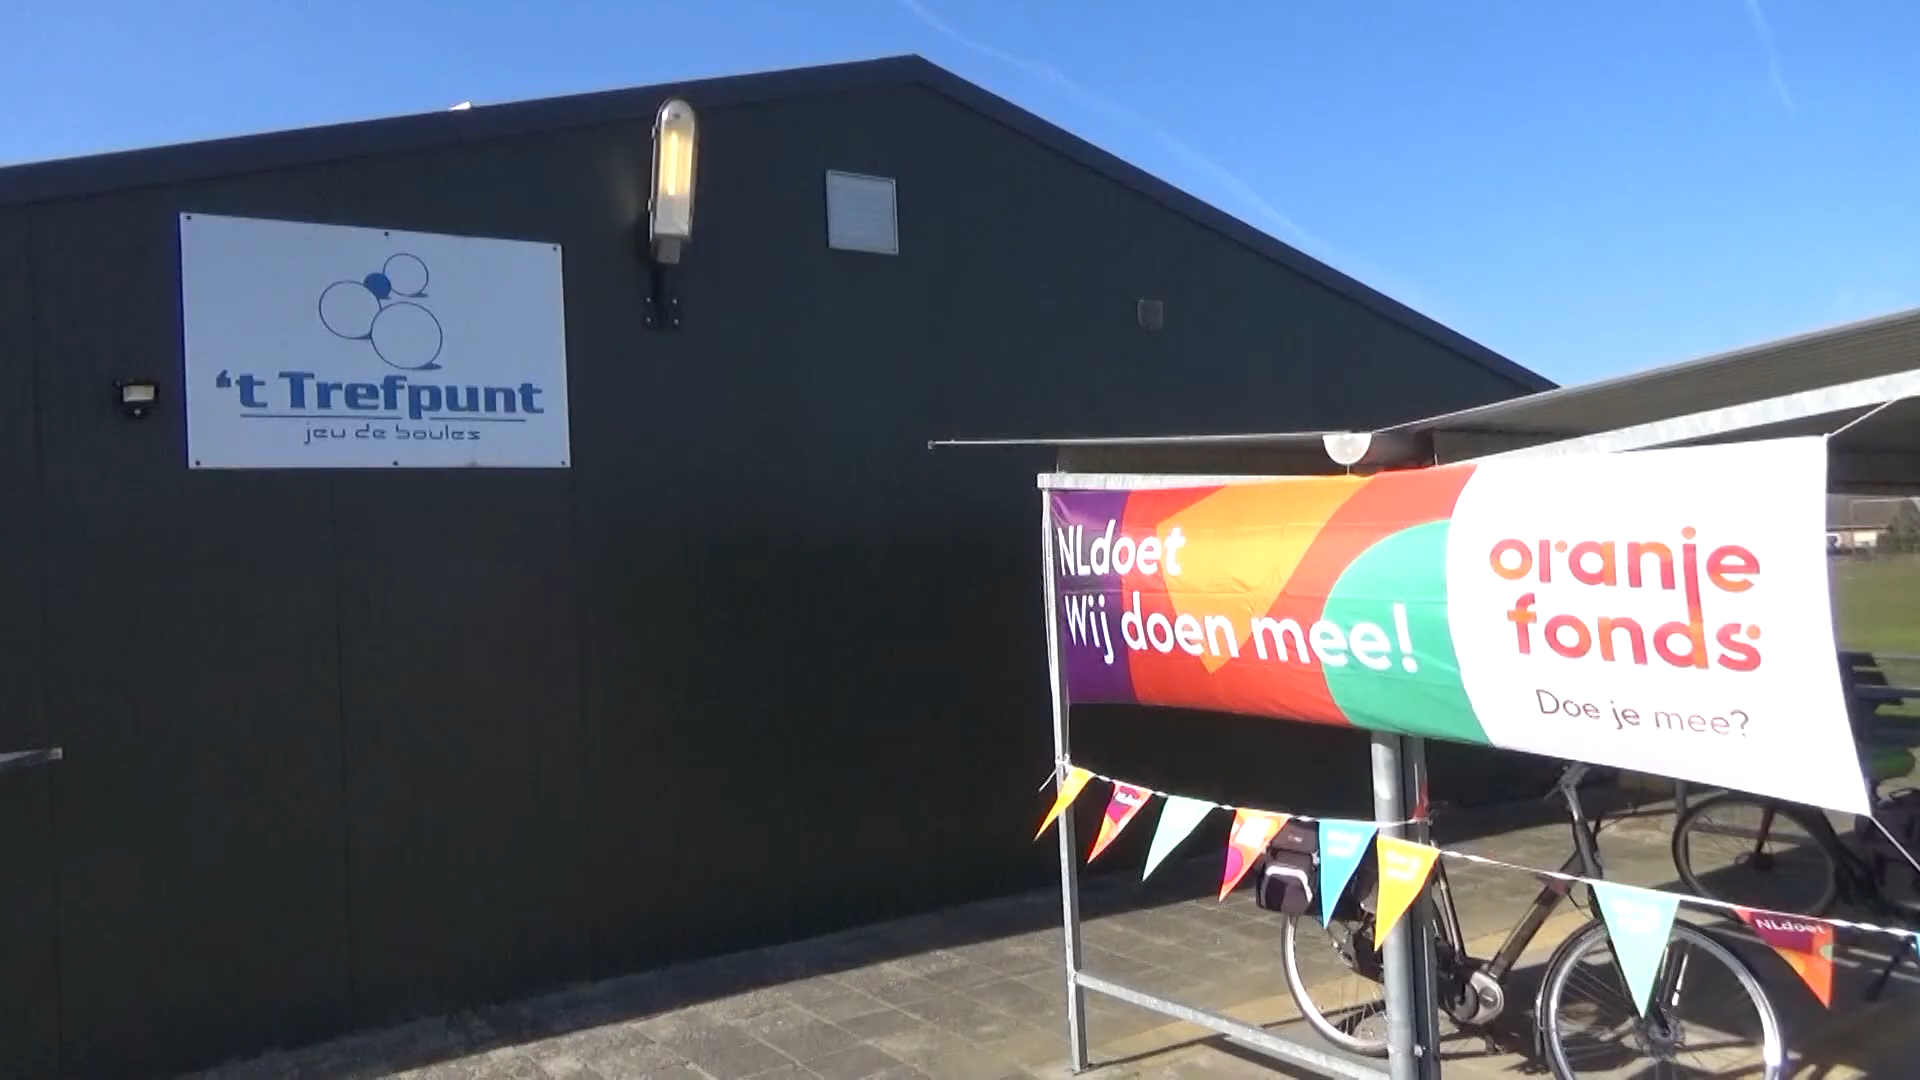 ‘t Trefpunt
jeu de boules
NLdoet
Wij doen mee!
oranje
fonds
Doe je mee?
NLdoet